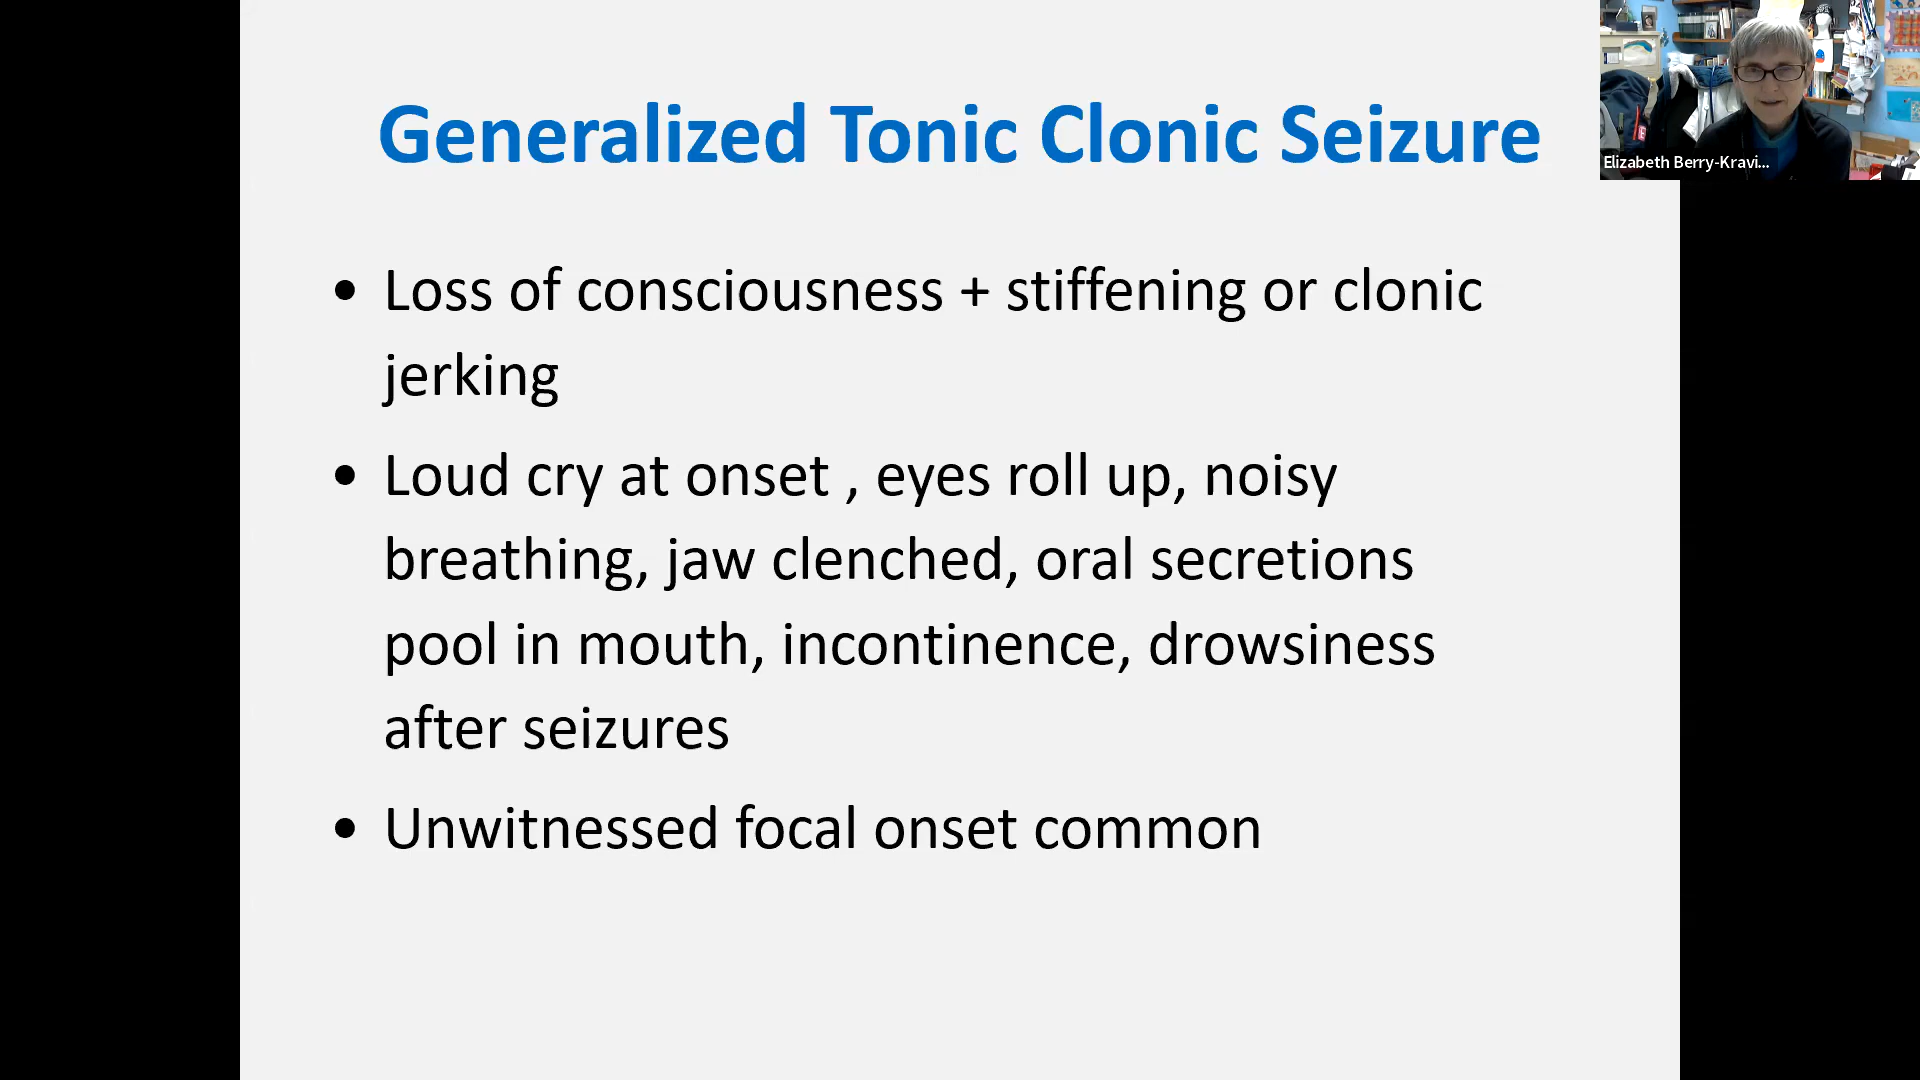 Generalized Tonic Clonic Seizure
Elizabeth Berry-Kravi...
• Loss of consciousness + stiffening or clonic
jerking
• Loud cry at onset , eyes roll up, noisy
breathing, jaw clenched, oral secretions
pool in mouth, incontinence, drowsiness
after seizures
• Unwitnessed focal onset common